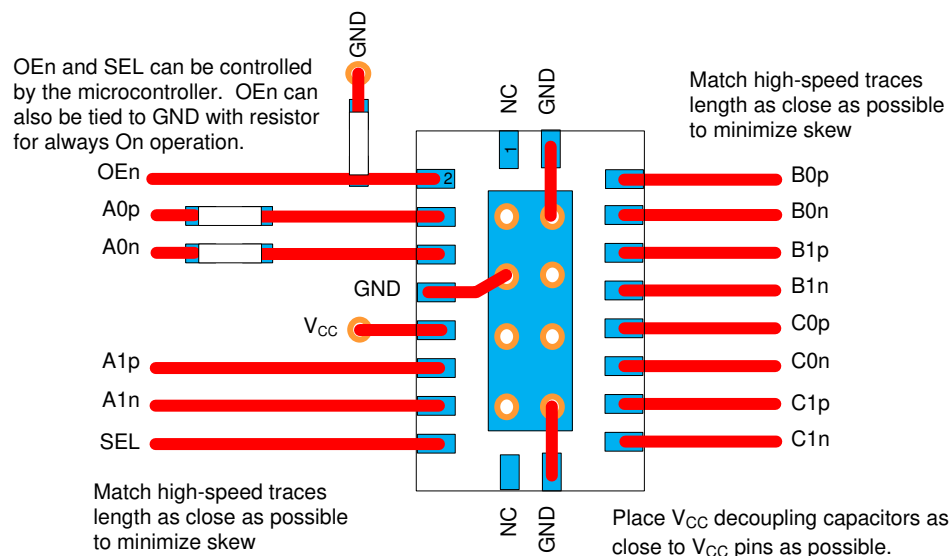 GND
OEn and SEL can be controlled
by the microcontroller. OEn can
also be tied to GND with resistor
for always On operation.
NC
GND
Match high-speed traces
length as close as possible
to minimize skew
1
OEn
2
B0p
A0p
B0n
A0n
B1p
GND
B1n
VCC
C0p
A1p
C0n
A1n
C1p
SEL
C1n
Match high-speed traces
length as close as possible
to minimize skew
NC
GND
Place VCC decoupling capacitors as
close to VCC pins as possible.